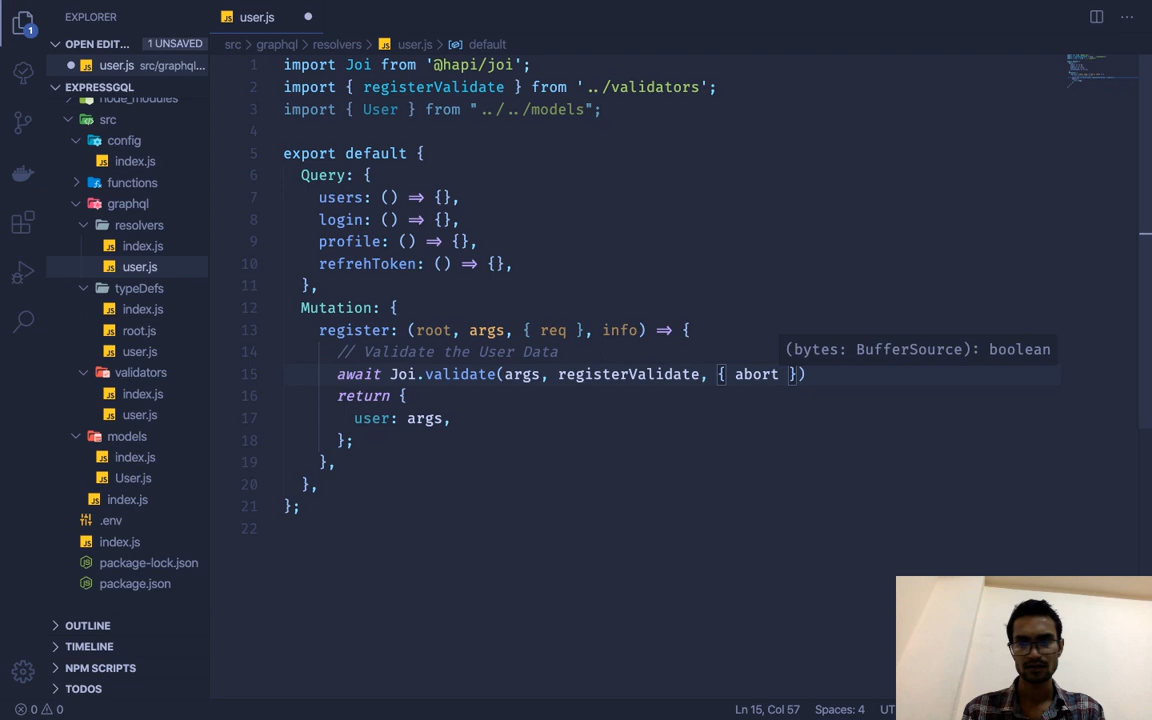 EXPLORER
user.js
OPEN EDIT...
1 UNSAVED
user.js src/graphql...
EXPRESSGQL
node_modules
src
config
index.js
functions
graphql
resolvers
index.js
user.js
typeDefs
index.js
root.js
user.js
validators
index.js
user.js
models
index.js
User.js
index.js
.env
index.js
package-lock.json
package.json
OUTLINE
TIMELINE
NPM SCRIPTS
TODOS
1
src > graphql > resolvers > user.js > default
1 import Joi from '@hapi/joi';
2 import { registerValidate } from '../validators';
3 import { User } from "../../models";
4
5 export default {
6 Query: {
7 users: () => {},
8 login: () => {},
9 profile: () => {},
10 refrehToken: () => {},
11 },
12 Mutation: {
13 register: (root, args, { req }, info) => {
14 // Validate the User Data
(bytes: BufferSource): boolean
15 await Joi.validate(args, registerValidate, { abort })
16 return {
17 user: args,
18 };
19 },
20 },
21 };
22
0 0
Ln 15, Col 57
Spaces: 4